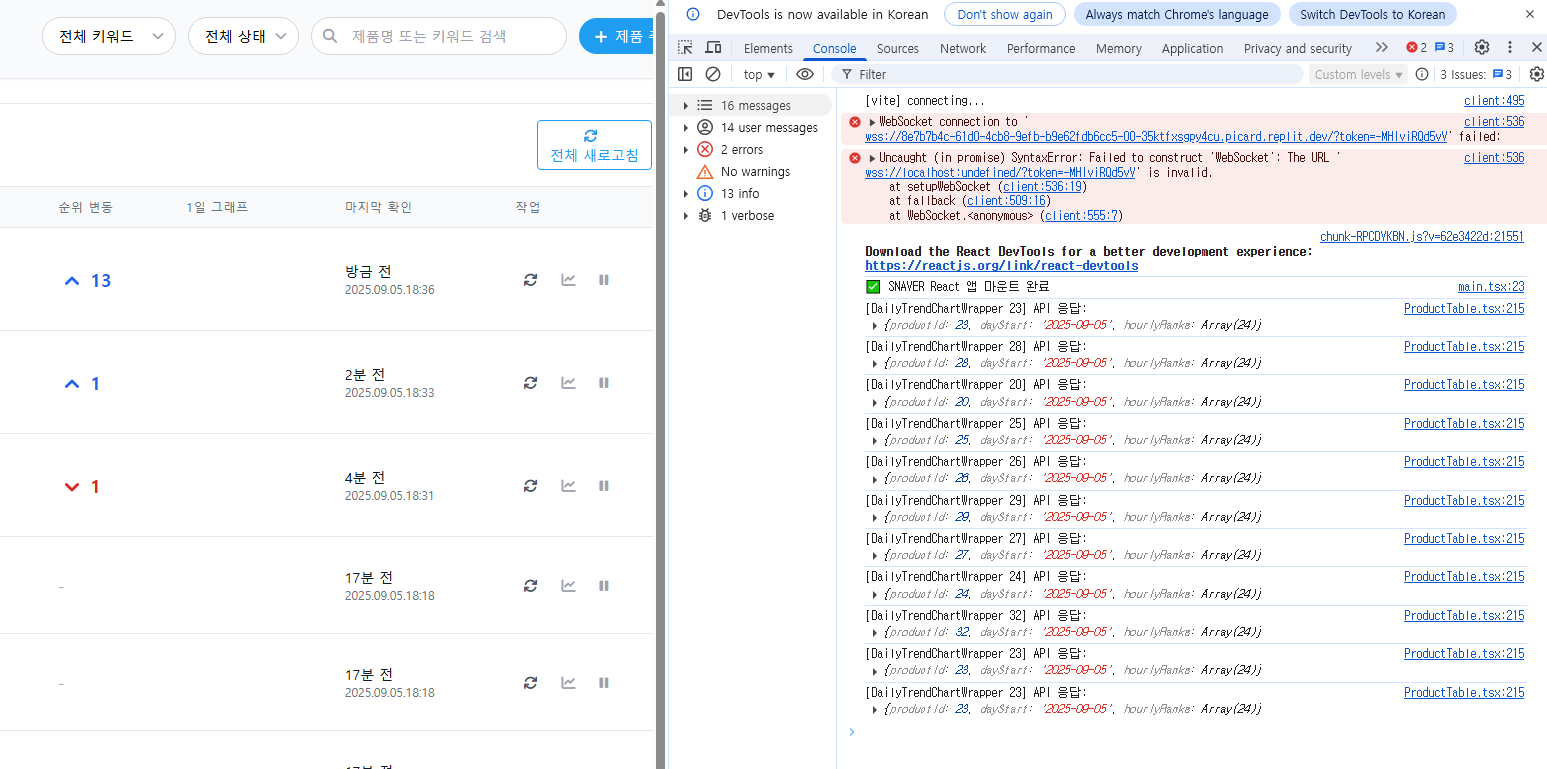 전체 키워드
전체 상태
제품명 또는 키워드 검색
+ 제품
전체 새로고침
순위 변동 1일 그래프 마지막 확인 작업
13 방금 전
2025.09.05.18:36
1 2분 전
2025.09.05.18:33
1 4분 전
2025.09.05.18:31
- 17분 전
2025.09.05.18:18
- 17분 전
2025.09.05.18:18
17분 전
DevTools is now available in Korean Don't show again Always match Chrome's language Switch DevTools to Korean
Elements Console Sources Network Performance Memory Application Privacy and security 2 3
top Filter Custom levels 3 Issues: 3
16 messages
14 user messages
2 errors
No warnings
13 info
1 verbose
[vite] connecting... client:495
WebSocket connection to ' client:536
wss://8e7b7b4c-61d0-4cb8-9efb-b9e62fdb6cc5-00-35ktfxsgpy4cu.picard.replit.dev/?token=-MHlviRQd5vV' failed:
Uncaught (in promise) SyntaxError: Failed to construct 'WebSocket': The URL ' client:536
wss://localhost:undefined/?token=-MHlviRQd5vV' is invalid.
at setupWebSocket (client:536:19)
at fallback (client:509:16)
at WebSocket.<anonymous> (client:555:7)
chunk-RPCDYKBN.js?v=62e3422d:21551
Download the React DevTools for a better development experience:
https://reactjs.org/link/react-devtools
✅ SNAVER React 앱 마운트 완료 main.tsx:23
[DailyTrendChartWrapper 23] API 응답: ProductTable.tsx:215
{productId: 23, dayStart: '2025-09-05', hourlyRanks: Array(24)}
[DailyTrendChartWrapper 28] API 응답: ProductTable.tsx:215
{productId: 28, dayStart: '2025-09-05', hourlyRanks: Array(24)}
[DailyTrendChartWrapper 20] API 응답: ProductTable.tsx:215
{productId: 20, dayStart: '2025-09-05', hourlyRanks: Array(24)}
[DailyTrendChartWrapper 25] API 응답: ProductTable.tsx:215
{productId: 25, dayStart: '2025-09-05', hourlyRanks: Array(24)}
[DailyTrendChartWrapper 26] API 응답: ProductTable.tsx:215
{productId: 26, dayStart: '2025-09-05', hourlyRanks: Array(24)}
[DailyTrendChartWrapper 29] API 응답: ProductTable.tsx:215
{productId: 29, dayStart: '2025-09-05', hourlyRanks: Array(24)}
[DailyTrendChartWrapper 27] API 응답: ProductTable.tsx:215
{productId: 27, dayStart: '2025-09-05', hourlyRanks: Array(24)}
[DailyTrendChartWrapper 24] API 응답: ProductTable.tsx:215
{productId: 24, dayStart: '2025-09-05', hourlyRanks: Array(24)}
[DailyTrendChartWrapper 32] API 응답: ProductTable.tsx:215
{productId: 32, dayStart: '2025-09-05', hourlyRanks: Array(24)}
[DailyTrendChartWrapper 23] API 응답: ProductTable.tsx:215
{productId: 23, dayStart: '2025-09-05', hourlyRanks: Array(24)}
[DailyTrendChartWrapper 23] API 응답: ProductTable.tsx:215
{productId: 23, dayStart: '2025-09-05', hourlyRanks: Array(24)}